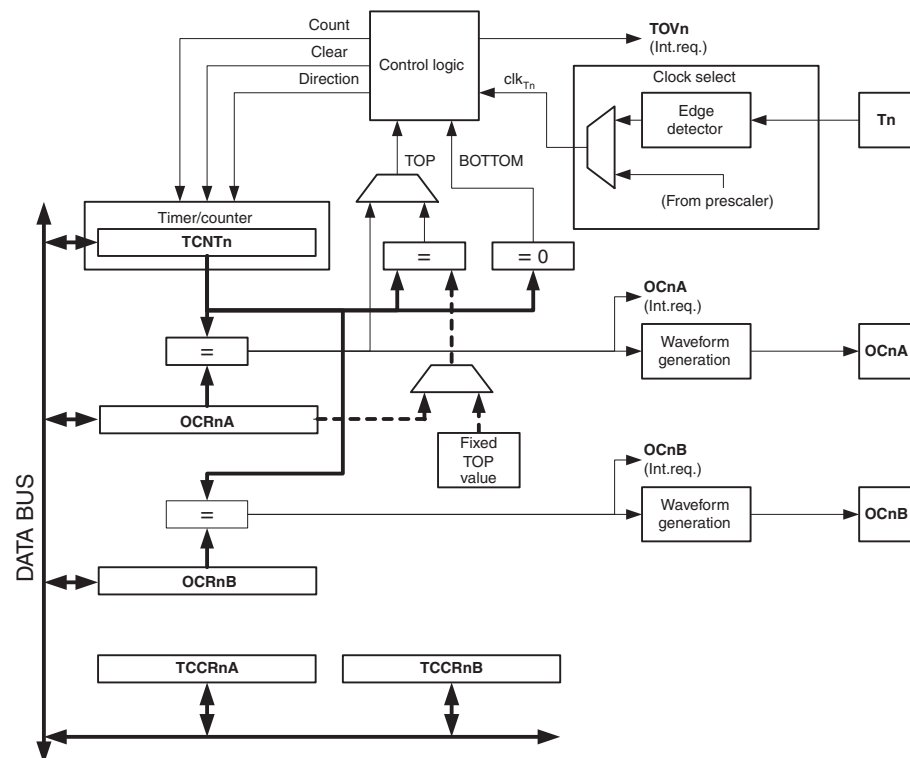 Count
Clear
Direction
Control logic
TOVn
(Int.req.)
clkTn
Clock select
Edge
detector
Tn
(From prescaler)
TOP
BOTTOM
Timer/counter
TCNTn
=
= 0
OCnA
(Int.req.)
=
Waveform
generation
OCnA
OCRnA
Fixed
TOP
value
OCnB
(Int.req.)
=
Waveform
generation
OCnB
DATA BUS
OCRnB
TCCRnA
TCCRnB